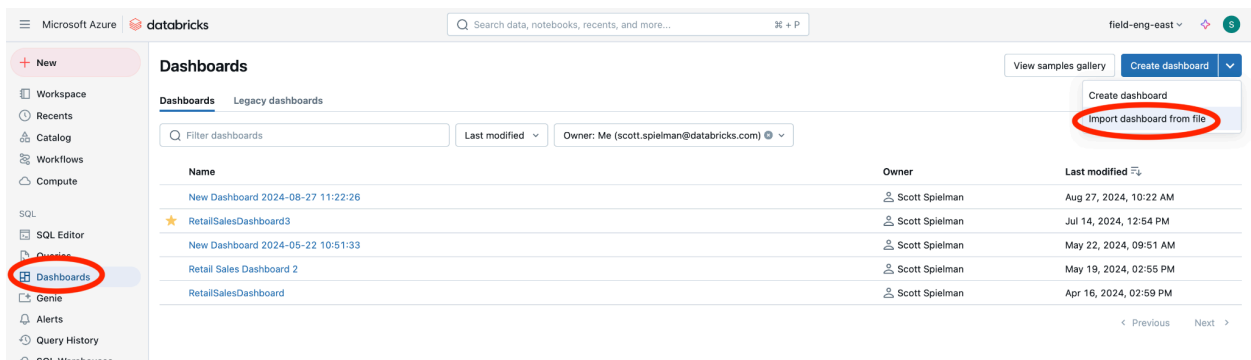 Microsoft Azure databricks Search data, notebooks, recents, and more... ⌘ + P field-eng-east S
+ New
Workspace
Recents
Catalog
Workflows
Compute
SQL
SQL Editor
Queries
Dashboards
Genie
Alerts
Query History
SQL Warehouses
Dashboards
View samples gallery Create dashboard
Create dashboard
Import dashboard from file
Dashboards Legacy dashboards
Filter dashboards Last modified Owner: Me (scott.spielman@databricks.com)
Name Owner Last modified
New Dashboard 2024-08-27 11:22:26 Scott Spielman Aug 27, 2024, 10:22 AM
RetailSalesDashboard3 Scott Spielman Jul 14, 2024, 12:54 PM
New Dashboard 2024-05-22 10:51:33 Scott Spielman May 22, 2024, 09:51 AM
Retail Sales Dashboard 2 Scott Spielman May 19, 2024, 02:55 PM
RetailSalesDashboard Scott Spielman Apr 16, 2024, 02:59 PM
< Previous Next >